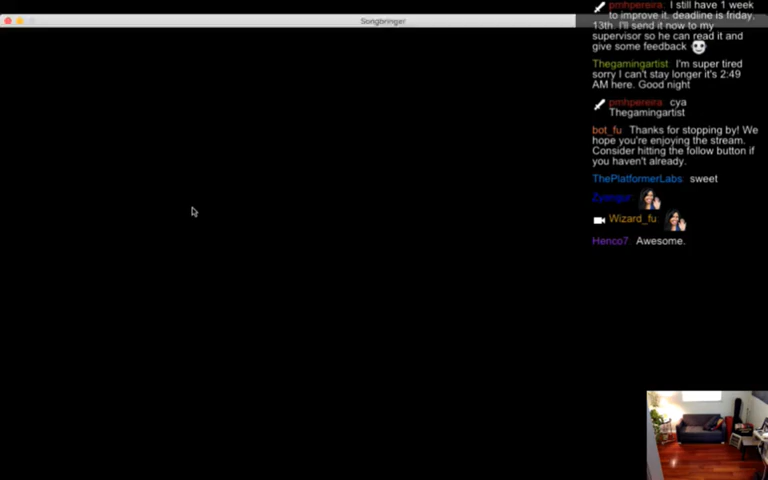 Songbringer
pmhpereira: I still have 1 week
to improve it. deadline is friday,
13th. I'll send it now to my
supervisor so he can read it and
give some feedback
Thegamingartist: I'm super tired
sorry I can't stay longer it's 2:49
AM here. Good night
pmhpereira: cya
Thegamingartist
bot_fu: Thanks for stopping by! We
hope you're enjoying the stream.
Consider hitting the follow button if
you haven't already.
ThePlatformerLabs: sweet
Wizard_fu:
Henco7: Awesome.